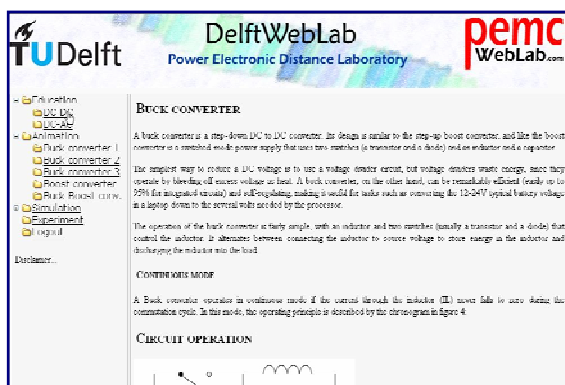 TUDelft
DelftWebLab
Power Electronic Distance Laboratory
pemc
WebLab.com
Education
DC-DC
DC-AC
Animation
Buck converter 1
Buck converter 2
Buck converter 3
Boost converter
Buck Boost conv.
Simulation
Experiment
Logout
Disclaimer...
BUCK CONVERTER
A buck converter is a step-down DC to DC converter. Its design is similar to the step-up boost converter, and like the boost
converter it is a switched-mode power supply that uses two switches (a transistor and a diode) and an inductor and a capacitor.
The simplest way to reduce a DC voltage is to use a voltage divider circuit, but voltage dividers waste energy, since they
operate by bleeding off excess voltage as heat. A buck converter, on the other hand, can be remarkably efficient (easily up to
95% for integrated circuits) and self-regulating, making it useful for tasks such as converting the 12-24V typical battery voltage
in a laptop down to the several volts needed by the processor.
The operation of the buck converter is fairly simple, with an inductor and two switches (usually a transistor and a diode) that
control the inductor. It alternates between connecting the inductor to source voltage to store energy in the inductor and
discharging the inductor into the load.
CONTINUOUS MODE
A Buck converter operates in continuous mode if the current through the inductor (IL) never falls to zero during the
commutation cycle. In this mode, the operating principle is described by the chronogram in figure 4.
CIRCUIT OPERATION